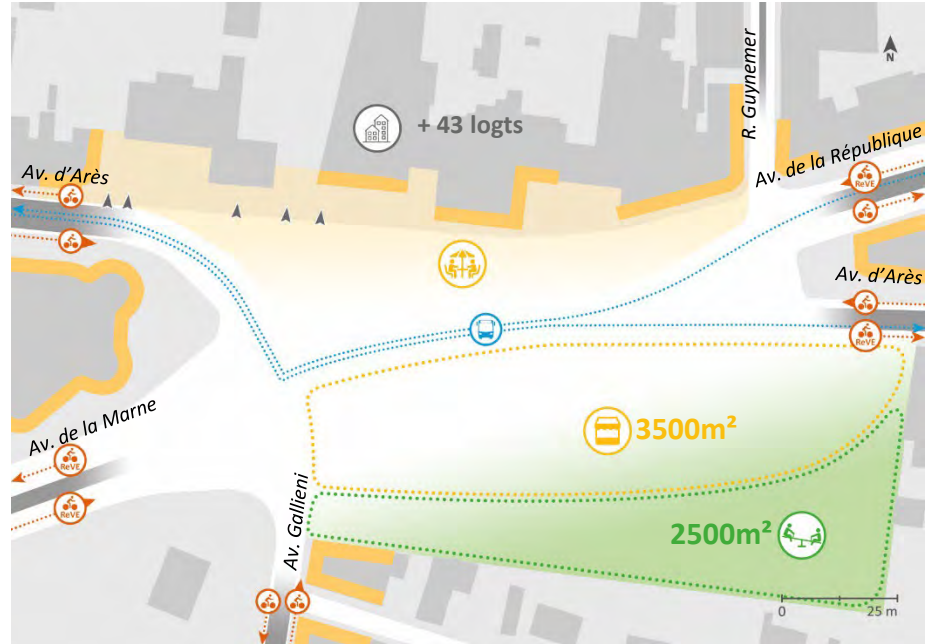 R. Guynemer
N
+ 43 logts
Av. de la République
Av. d'Arès
ReVE
Av. d'Arès
ReVE
Av. de la Marne
3500m²
ReVE
ReVE
Av. Gallieni
2500m²
0
25 m